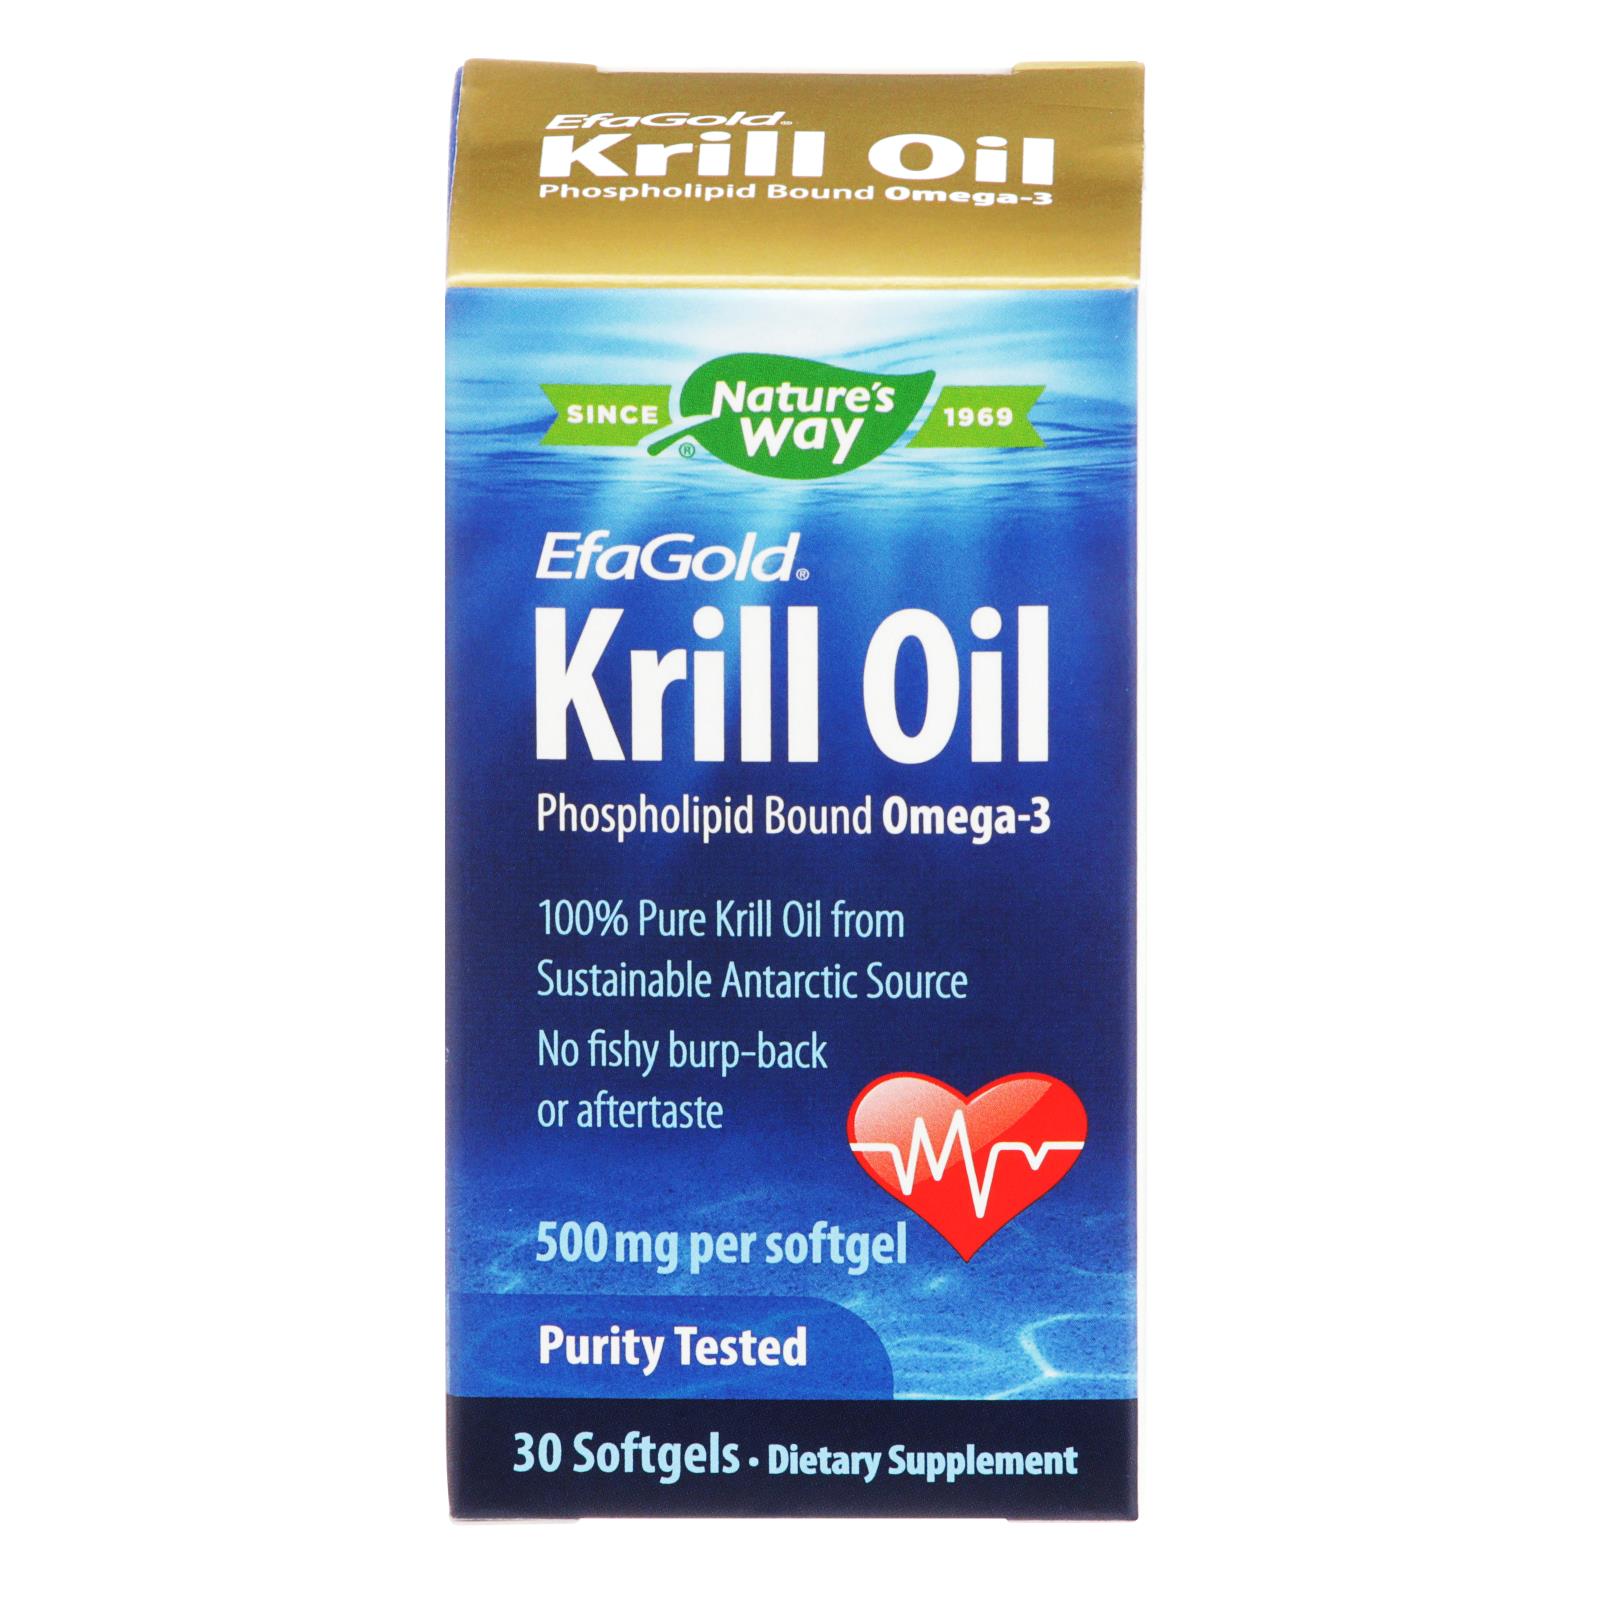 EfaGold®
Krill Oil
Phospholipid Bound Omega-3
SINCE Nature's Way® 1969
EfaGold®
Krill Oil
Phospholipid Bound Omega-3
100% Pure Krill Oil from
Sustainable Antarctic Source
No fishy burp-back
or aftertaste
500 mg per softgel
Purity Tested
30 Softgels • Dietary Supplement